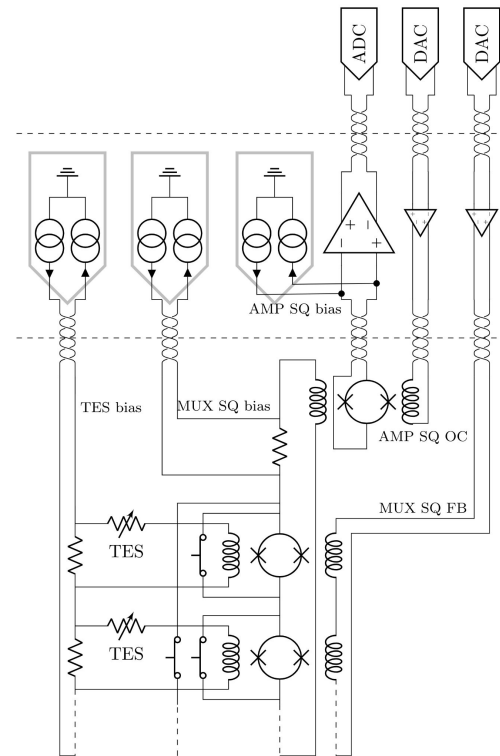 ADC
DAC
DAC
AMP SQ bias
TES bias
MUX SQ bias
AMP SQ OC
MUX SQ FB
TES
TES